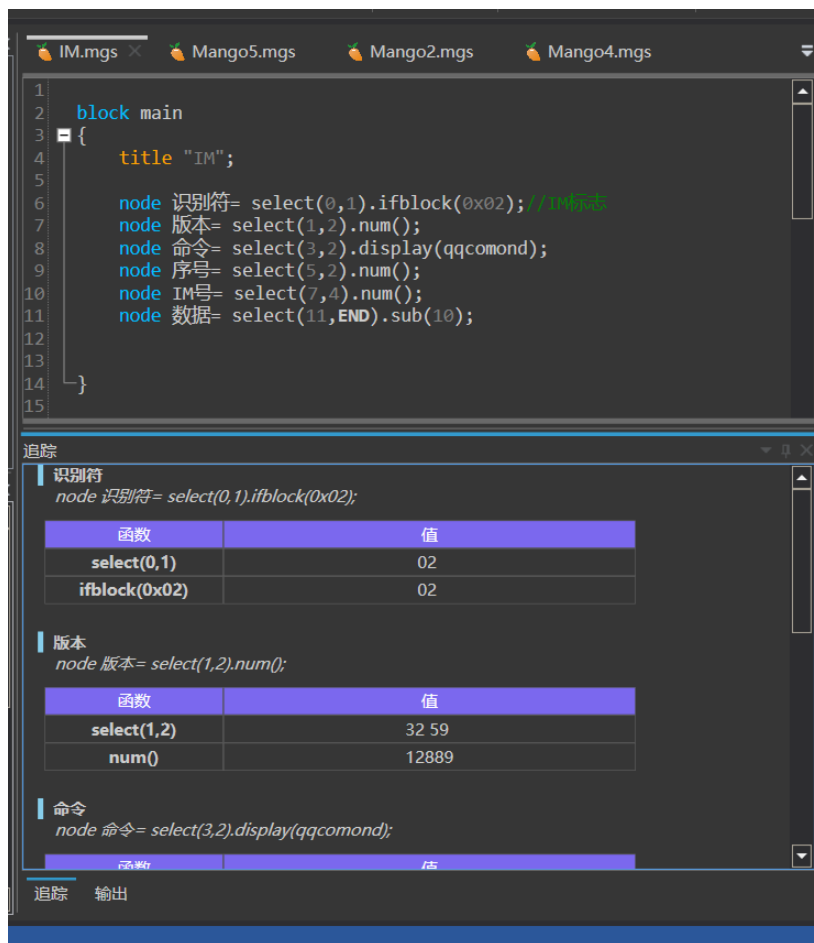 IM.mgs Mango5.mgs Mango2.mgs Mango4.mgs
1
2 block main
3 {
4 title "IM";
5
6 node 识别符= select(0,1).ifblock(0x02);//IM标志
7 node 版本= select(1,2).num();
8 node 命令= select(3,2).display(qqcomond);
9 node 序号= select(5,2).num();
10 node IM号= select(7,4).num();
11 node 数据= select(11,END).sub(10);
12
13
14 }
15
追踪
识别符
node 识别符= select(0,1).ifblock(0x02);
函数 值
select(0,1) 02
ifblock(0x02) 02
版本
node 版本= select(1,2).num();
函数 值
select(1,2) 32 59
num() 12889
命令
node 命令= select(3,2).display(qqcomond);
函数 值
追踪 输出